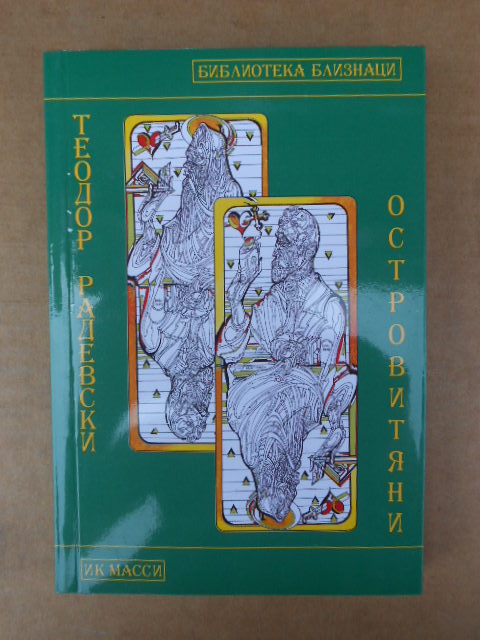 БИБЛИОТЕКА БЛИЗНАЦИ
ТЕОДОР РАДЕВСКИ
ОСТРОВИТЯНИ
ИК МАССИ